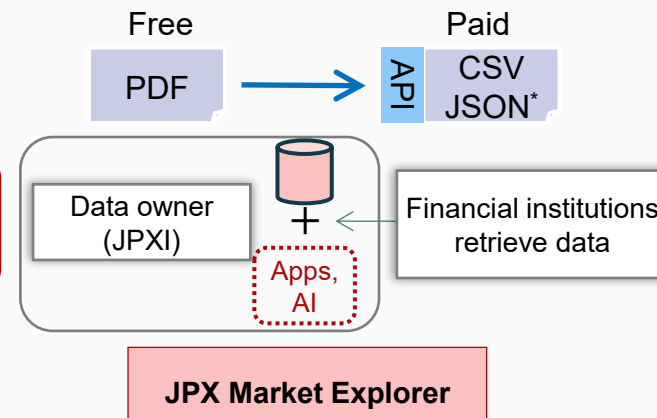 Free
Paid
PDF
API
CSV
JSON*
Data owner
(JPXI)
+
Apps,
AI
Financial institutions
retrieve data
JPX Market Explorer